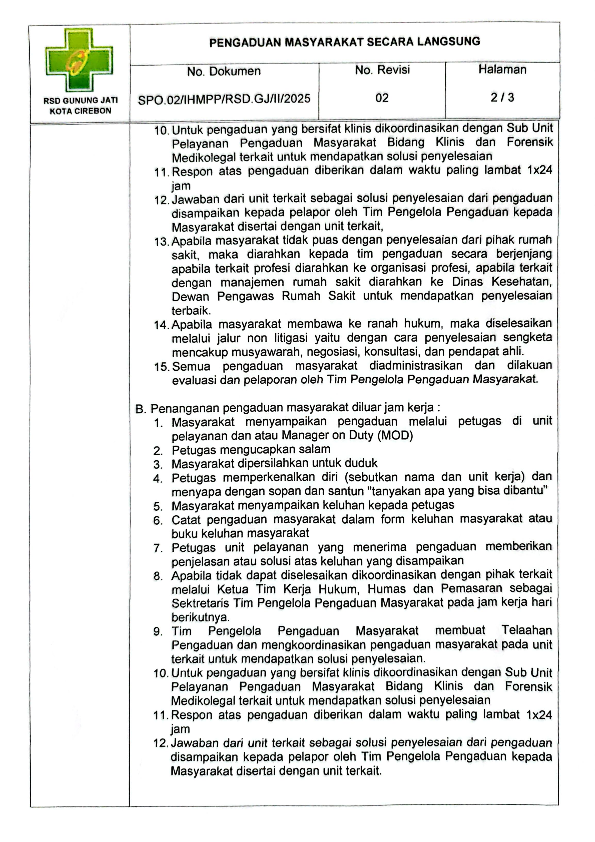 PENGADUAN MASYARAKAT SECARA LANGSUNG
RSD GUNUNG JATI
KOTA CIREBON
No. Dokumen
No. Revisi
Halaman
SPO.02/IHMPP/RSD.GJ/II/2025
02
2 / 3
10. Untuk pengaduan yang bersifat klinis dikoordinasikan dengan Sub Unit
Pelayanan Pengaduan Masyarakat Bidang Klinis dan Forensik
Medikolegal terkait untuk mendapatkan solusi penyelesaian
11. Respon atas pengaduan diberikan dalam waktu paling lambat 1x24
jam
12. Jawaban dari unit terkait sebagai solusi penyelesaian dari pengaduan
disampaikan kepada pelapor oleh Tim Pengelola Pengaduan kepada
Masyarakat disertai dengan unit terkait,
13. Apabila masyarakat tidak puas dengan penyelesaian dari pihak rumah
sakit, maka diarahkan kepada tim pengaduan secara berjenjang
apabila terkait profesi diarahkan ke organisasi profesi, apabila terkait
dengan manajemen rumah sakit diarahkan ke Dinas Kesehatan,
Dewan Pengawas Rumah Sakit untuk mendapatkan penyelesaian
terbaik.
14. Apabila masyarakat membawa ke ranah hukum, maka diselesaikan
melalui jalur non litigasi yaitu dengan cara penyelesaian sengketa
mencakup musyawarah, negosiasi, konsultasi, dan pendapat ahli.
15. Semua pengaduan masyarakat diadministrasikan dan dilakuan
evaluasi dan pelaporan oleh Tim Pengelola Pengaduan Masyarakat.
B. Penanganan pengaduan masyarakat diluar jam kerja :
1. Masyarakat menyampaikan pengaduan melalui petugas di unit
pelayanan dan atau Manager on Duty (MOD)
2. Petugas mengucapkan salam
3. Masyarakat dipersilahkan untuk duduk
4. Petugas memperkenalkan diri (sebutkan nama dan unit kerja) dan
menyapa dengan sopan dan santun "tanyakan apa yang bisa dibantu"
5. Masyarakat menyampaikan keluhan kepada petugas
6. Catat pengaduan masyarakat dalam form keluhan masyarakat atau
buku keluhan masyarakat
7. Petugas unit pelayanan yang menerima pengaduan memberikan
penjelasan atau solusi atas keluhan yang disampaikan
8. Apabila tidak dapat diselesaikan dikoordinasikan dengan pihak terkait
melalui Ketua Tim Kerja Hukum, Humas dan Pemasaran sebagai
Sektretaris Tim Pengelola Pengaduan Masyarakat pada jam kerja hari
berikutnya.
9. Tim Pengelola Pengaduan Masyarakat membuat Telaahan
Pengaduan dan mengkoordinasikan pengaduan masyarakat pada unit
terkait untuk mendapatkan solusi penyelesaian.
10. Untuk pengaduan yang bersifat klinis dikoordinasikan dengan Sub Unit
Pelayanan Pengaduan Masyarakat Bidang Klinis dan Forensik
Medikolegal terkait untuk mendapatkan solusi penyelesaian
11. Respon atas pengaduan diberikan dalam waktu paling lambat 1x24
jam
12. Jawaban dari unit terkait sebagai solusi penyelesaian dari pengaduan
disampaikan kepada pelapor oleh Tim Pengelola Pengaduan kepada
Masyarakat disertai dengan unit terkait.